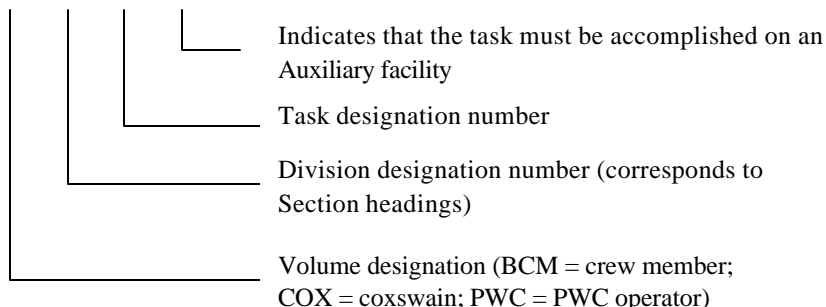 Indicates that the task must be accomplished on an
Auxiliary facility
Task designation number
Division designation number (corresponds to
Section headings)
Volume designation (BCM = crew member;
COX = coxswain; PWC = PWC operator)